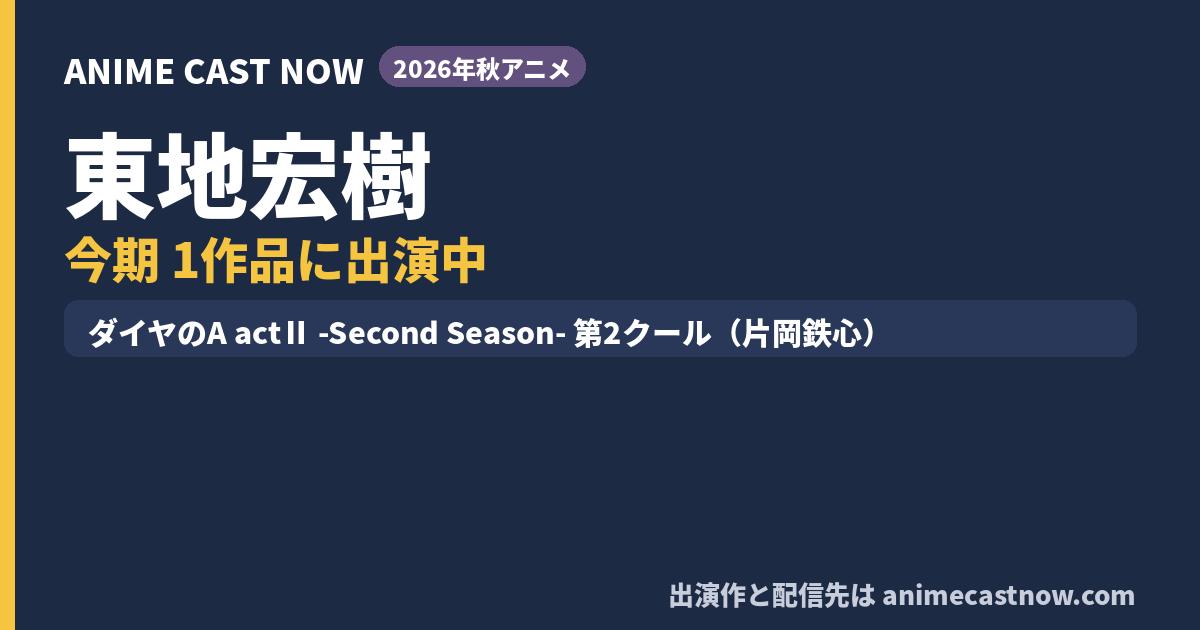 ANIME CAST NOW 2026年秋アニメ
東地宏樹
今期 1作品に出演中
ダイヤのA actⅡ -Second Season- 第2クール（片岡鉄心）
出演作と配信先は animecastnow.com